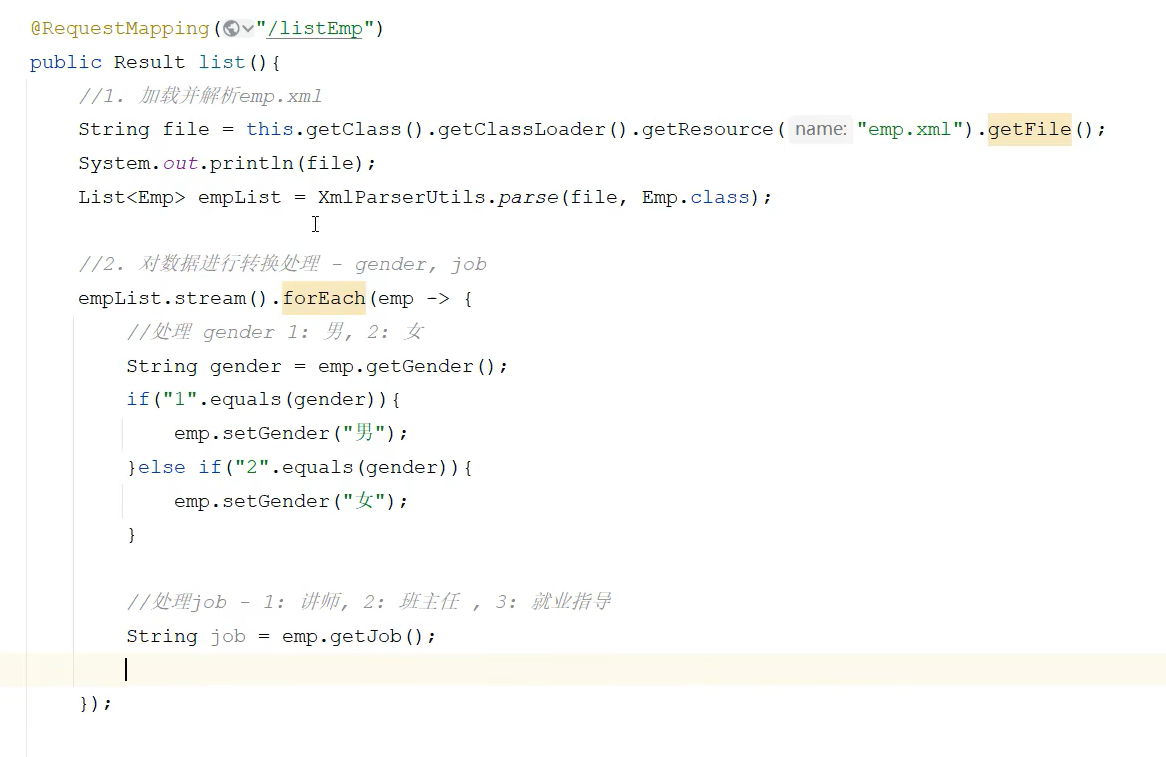 @RequestMapping("/listEmp")
public Result list(){
//1. 加载并解析emp.xml
String file = this.getClass().getClassLoader().getResource( name: "emp.xml").getFile();
System.out.println(file);
List<Emp> empList = XmlParserUtils.parse(file, Emp.class);
//2. 对数据进行转换处理 - gender, job
empList.stream().forEach(emp -> {
//处理 gender 1: 男, 2: 女
String gender = emp.getGender();
if("1".equals(gender)){
emp.setGender("男");
}else if("2".equals(gender)){
emp.setGender("女");
}
//处理job - 1: 讲师, 2: 班主任 , 3: 就业指导
String job = emp.getJob();
});